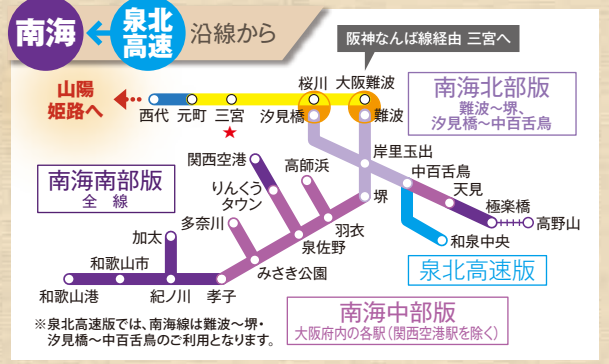 南海
泉北
高速
沿線から
阪神なんば線経由 三宮へ
山陽
姫路へ
西代
元町
三宮
★
桜川
汐見橋
大阪難波
難波
南海北部版
難波～堺、
汐見橋～中百舌鳥
岸里玉出
中百舌鳥
天見
極楽橋
高野山
堺
和泉中央
泉北高速版
南海南部版
全 線
関西空港
りんくう
タウン
高師浜
羽衣
多奈川
泉佐野
みさき公園
加太
和歌山市
和歌山港
紀ノ川
孝子
南海中部版
大阪府内の各駅(関西空港駅を除く)
※泉北高速版では、南海線は難波～堺・
汐見橋～中百舌鳥のご利用となります。